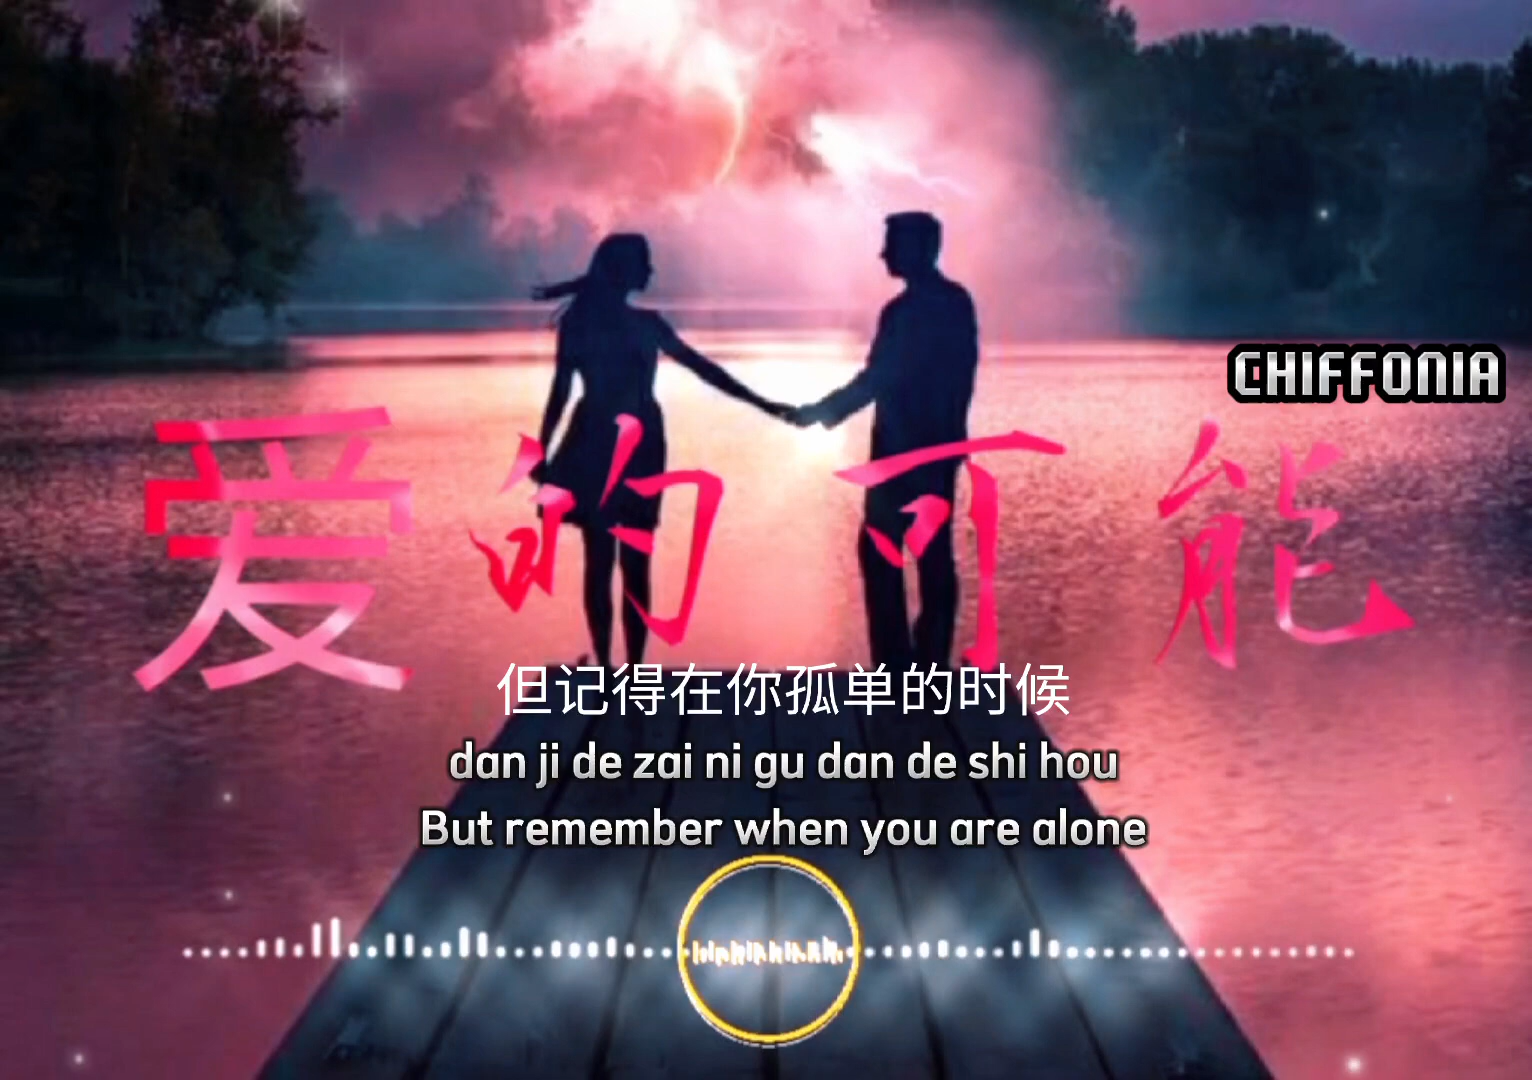 CHIFFONIA
爱的可能
但记得在你孤单的时候
dan ji de zai ni gu dan de shi hou
But remember when you are alone